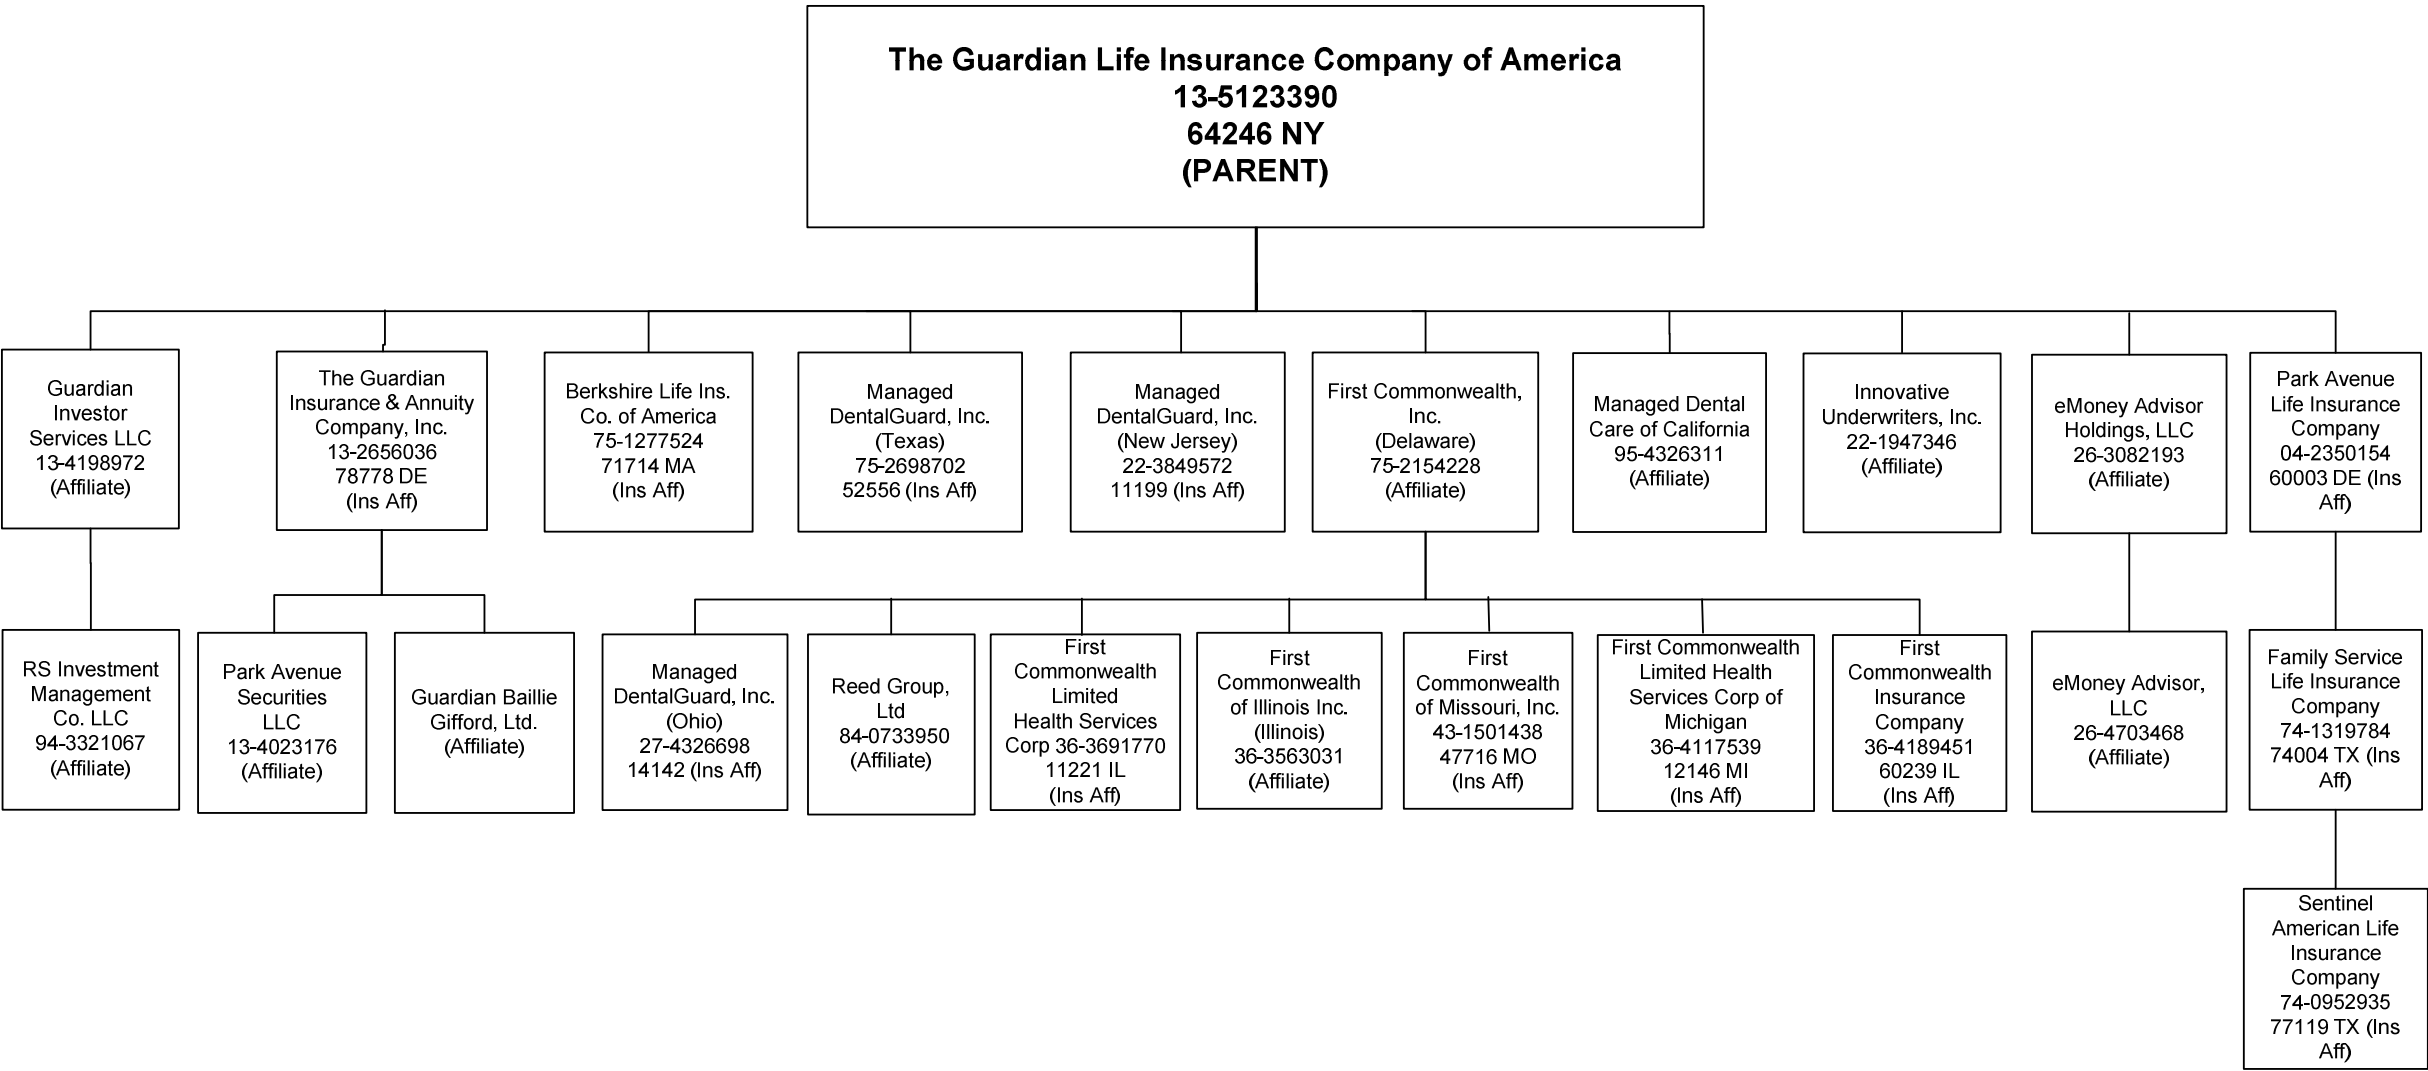 The Guardian Life Insurance Company of America
13-5123390
64246 NY
(PARENT)
Guardian
Investor
Services LLC
13-4198972
(Affiliate)
The Guardian
Insurance & Annuity
Company, Inc.
13-2656036
78778 DE
(Ins Aff)
Berkshire Life Ins.
Co. of America
75-1277524
71714 MA
(Ins Aff)
Managed
DentalGuard, Inc.
(Texas)
75-2698702
52556 (Ins Aff)
Managed
DentalGuard, Inc.
(New Jersey)
22-3849572
11199 (Ins Aff)
First Commonwealth,
Inc.
(Delaware)
75-2154228
(Affiliate)
Managed Dental
Care of California
95-4326311
(Affiliate)
Innovative
Underwriters, Inc.
22-1947346
(Affiliate)
eMoney Advisor
Holdings, LLC
26-3082193
(Affiliate)
Park Avenue
Life Insurance
Company
04-2350154
60003 DE (Ins
Aff)
RS Investment
Management
Co. LLC
94-3321067
(Affiliate)
Park Avenue
Securities
LLC
13-4023176
(Affiliate)
Guardian Baillie
Gifford, Ltd.
(Affiliate)
Managed
DentalGuard, Inc.
(Ohio)
27-4326698
14142 (Ins Aff)
Reed Group,
Ltd
84-0733950
(Affiliate)
First
Commonwealth
Limited
Health Services
Corp 36-3691770
11221 IL
(Ins Aff)
First
Commonwealth
of Illinois Inc.
(Illinois)
36-3563031
(Affiliate)
First
Commonwealth
of Missouri, Inc.
43-1501438
47716 MO
(Ins Aff)
First Commonwealth
Limited Health
Services Corp of
Michigan
36-4117539
12146 MI
(Ins Aff)
First
Commonwealth
Insurance
Company
36-4189451
60239 IL
(Ins Aff)
eMoney Advisor,
LLC
26-4703468
(Affiliate)
Family Service
Life Insurance
Company
74-1319784
74004 TX (Ins
Aff)
Sentinel
American Life
Insurance
Company
74-0952935
77119 TX (Ins
Aff)